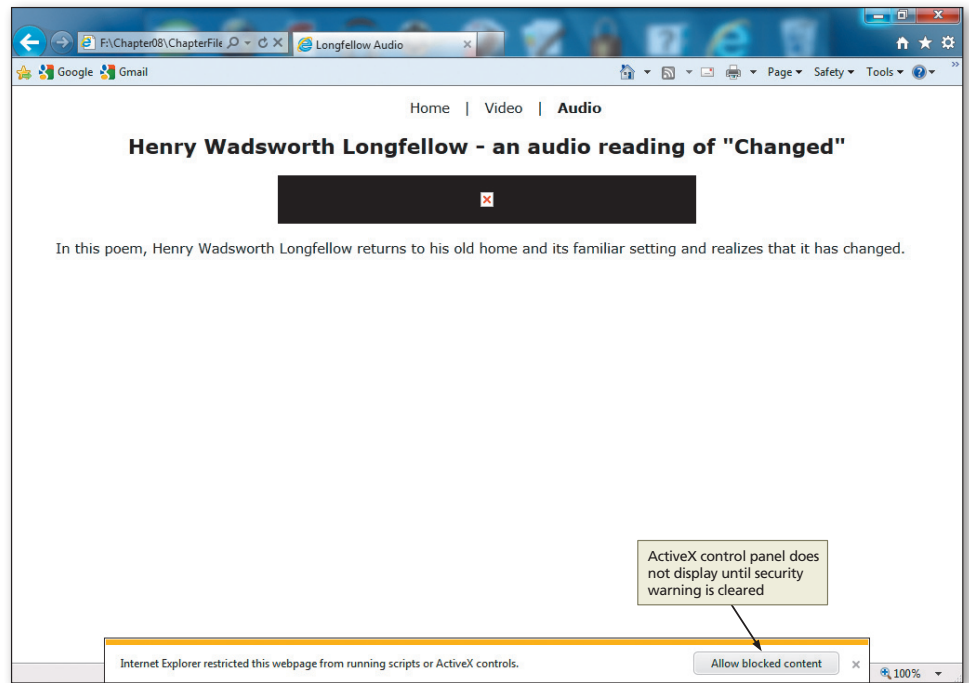 F:\Chapter08\ChapterFile
Longfellow Audio
Google Gmail
Page Safety Tools
Home | Video | Audio
Henry Wadsworth Longfellow - an audio reading of "Changed"
In this poem, Henry Wadsworth Longfellow returns to his old home and its familiar setting and realizes that it has changed.
ActiveX control panel does
not display until security
warning is cleared
Internet Explorer restricted this webpage from running scripts or ActiveX controls.
Allow blocked content
100%